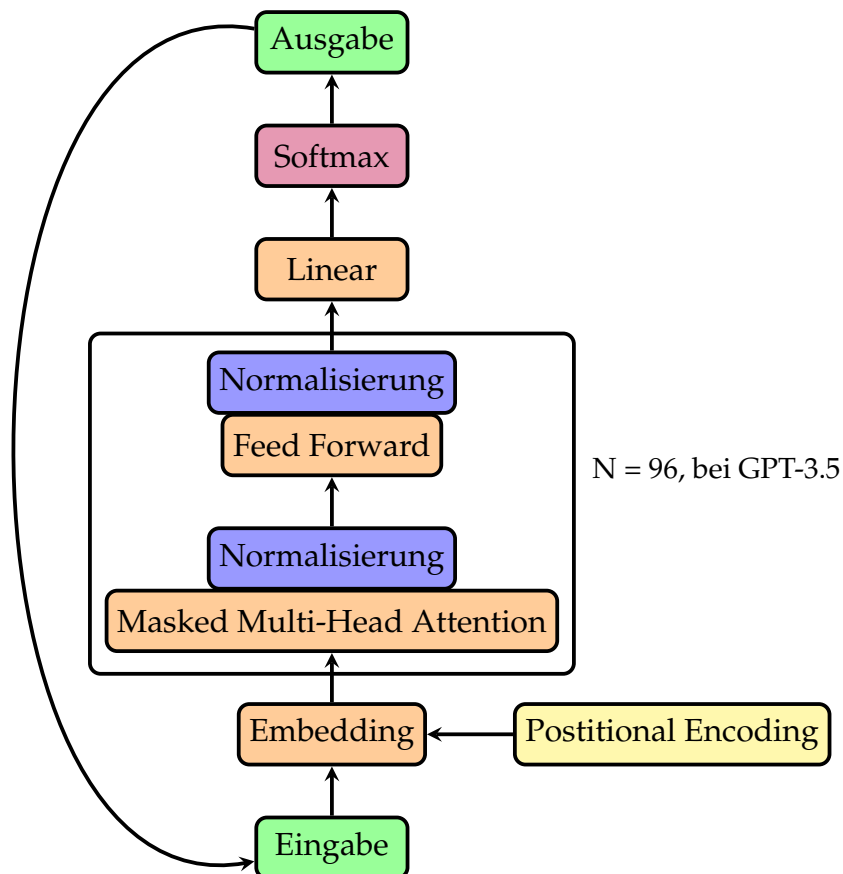 Ausgabe
Softmax
Linear
Normalisierung
Feed Forward
N = 96, bei GPT-3.5
Normalisierung
Masked Multi-Head Attention
Embedding
Postitional Encoding
Eingabe